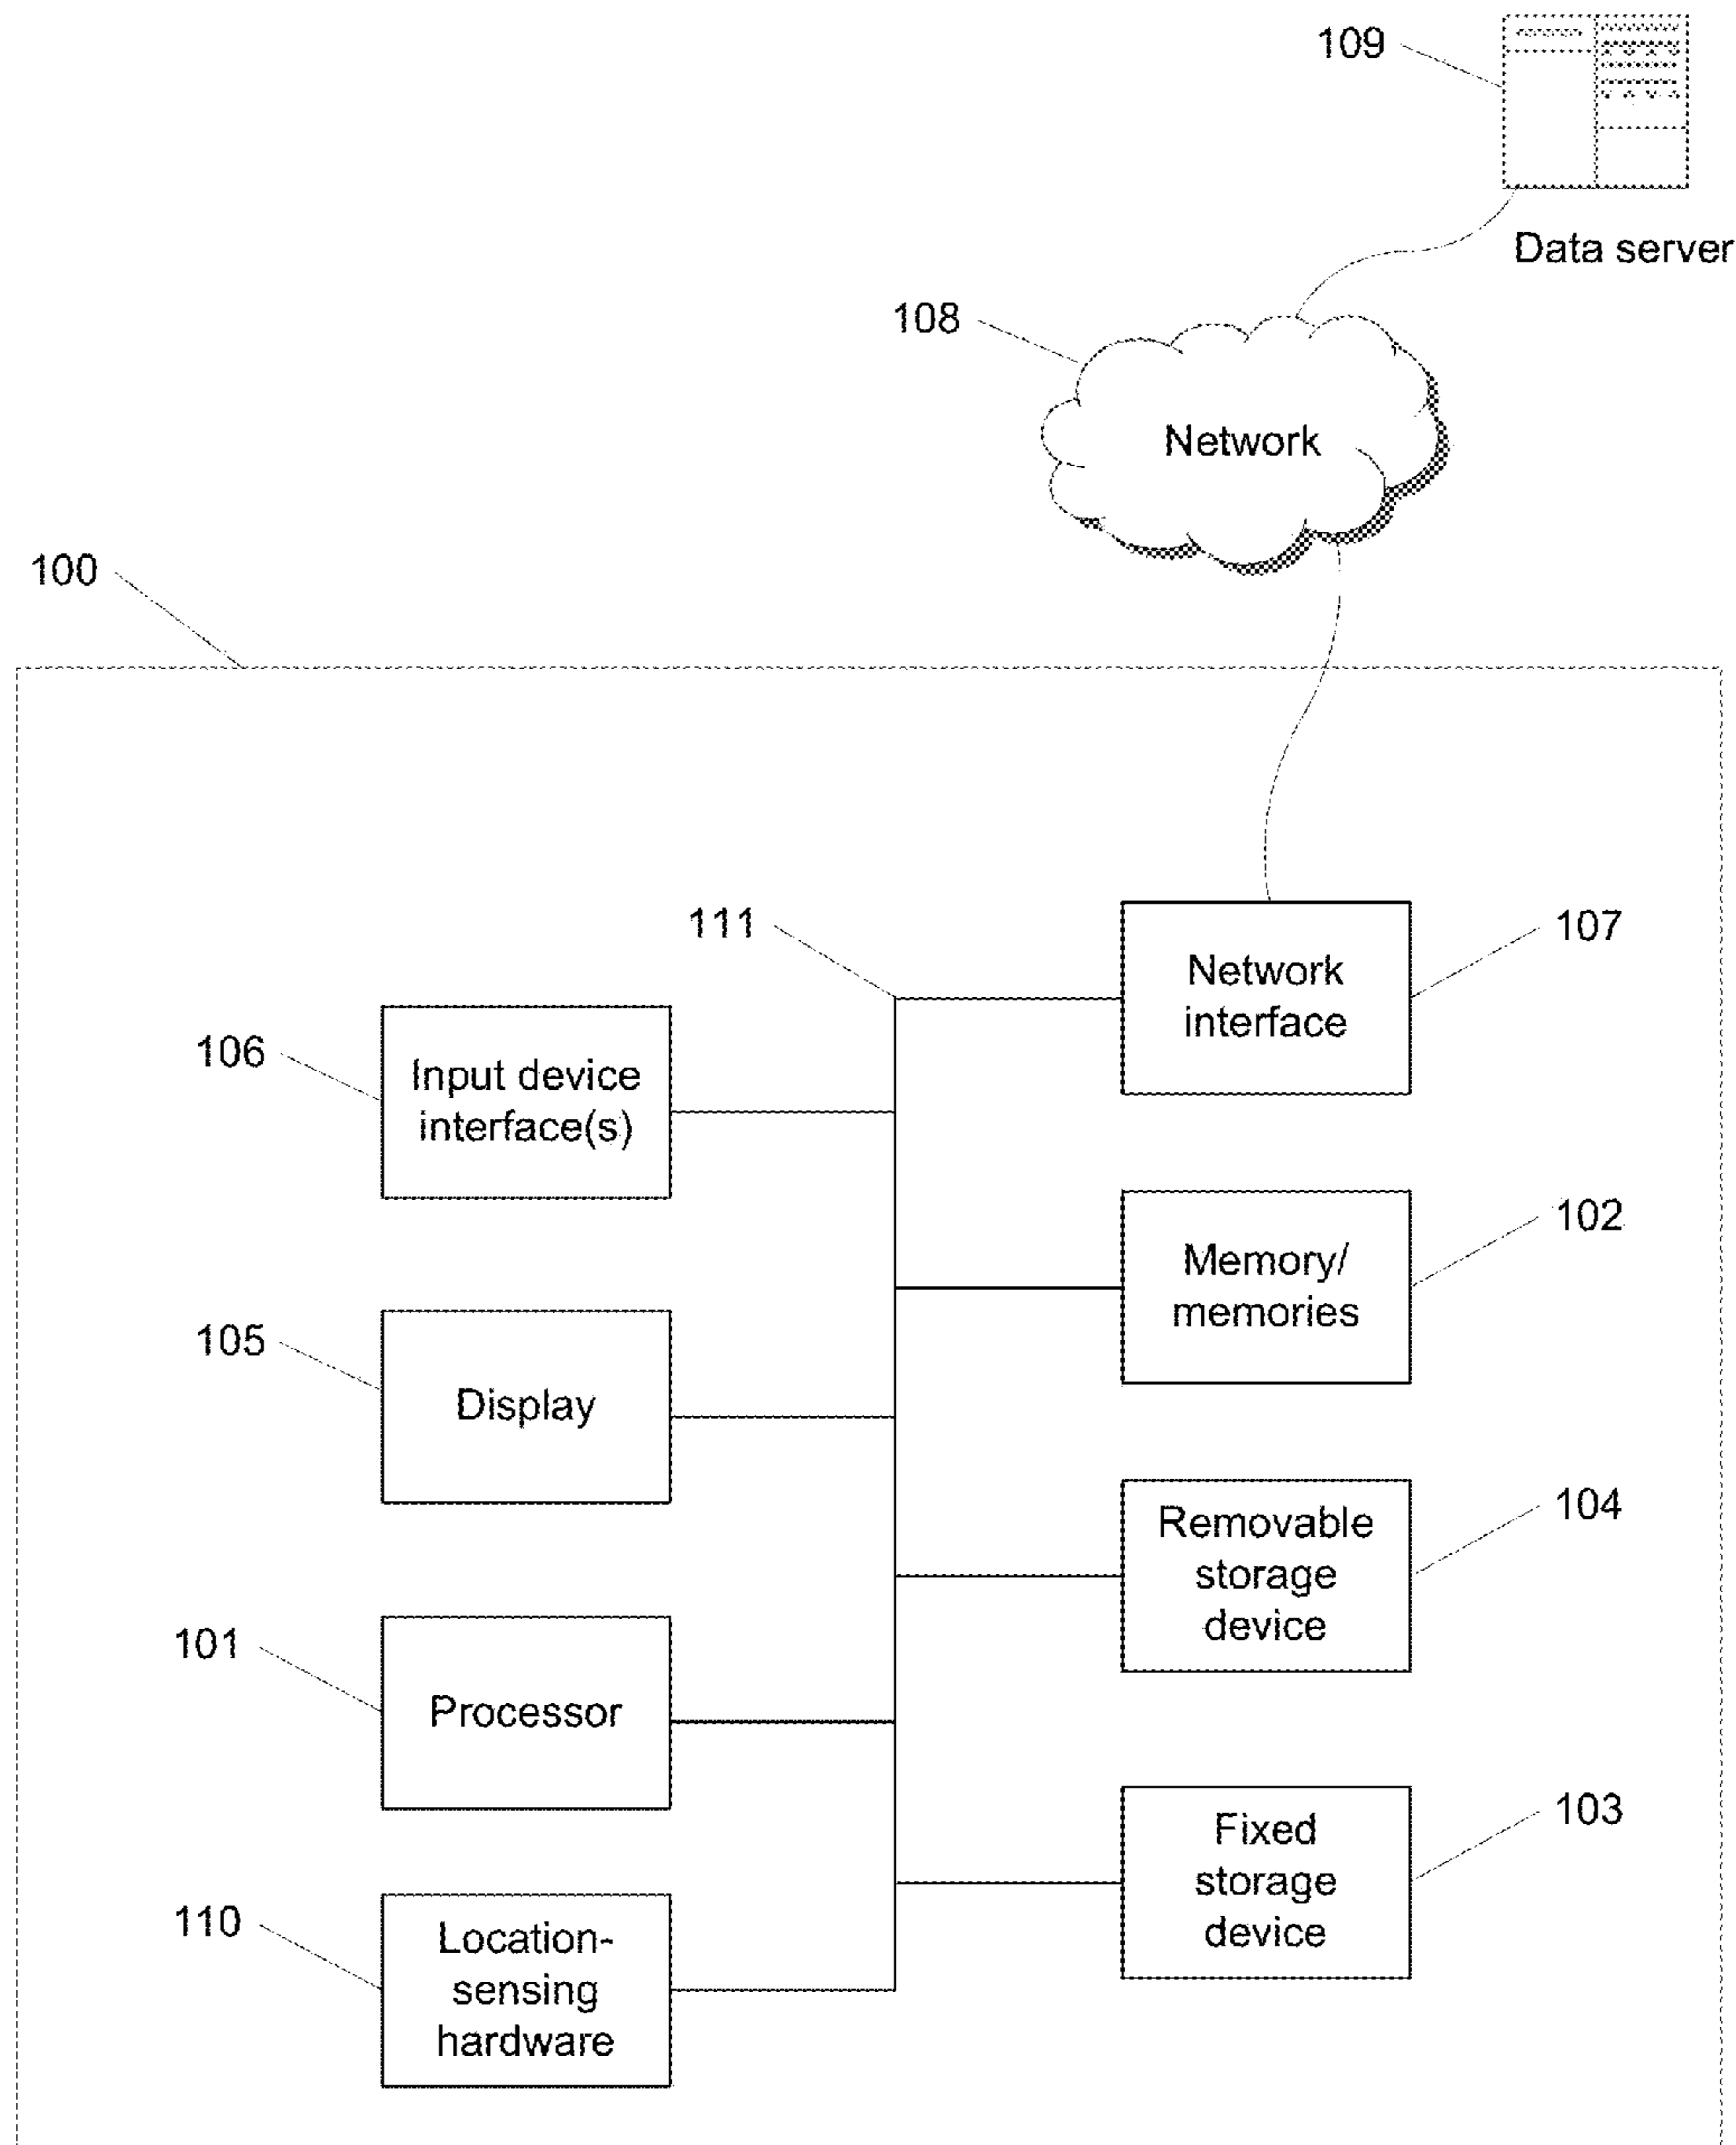 109
Data server
108
Network
100
111
107
Network
interface
106
Input device
interface(s)
102
Memory/
memories
105
Display
104
Removable
storage
device
101
Processor
103
Fixed
storage
device
110
Location-
sensing
hardware